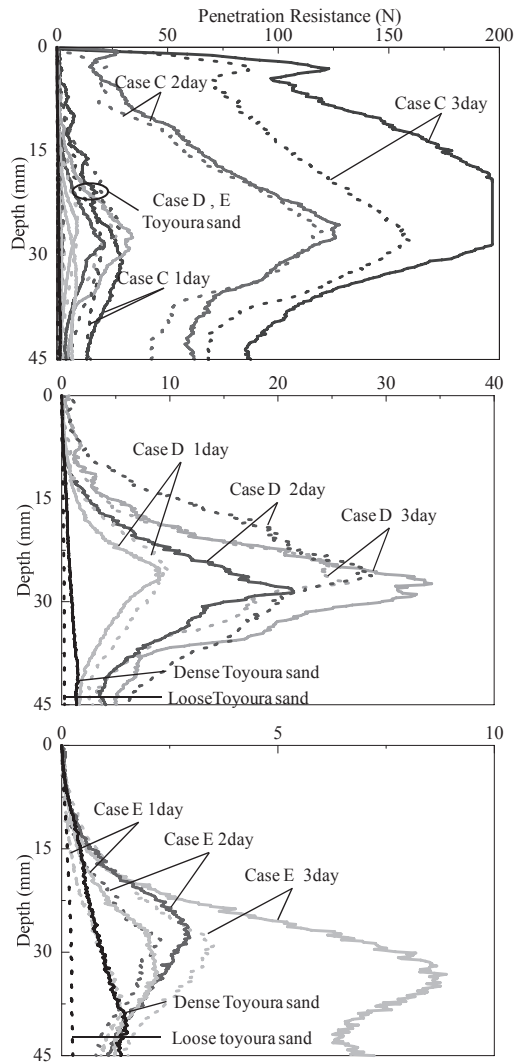 Penetration Resistance (N)
0 50 100 150 200
0
15
30
45
Depth (mm)
Case C 2day
Case C 3day
Case D , E
Toyoura sand
Case C 1day
0 10 20 30 40
0
15
30
45
Depth (mm)
Case D 1day
Case D 2day
Case D 3day
Dense Toyoura sand
Loose Toyoura sand
0 5 10
0
15
30
45
Depth (mm)
Case E 1day
Case E 2day
Case E 3day
Dense Toyoura sand
Loose toyoura sand